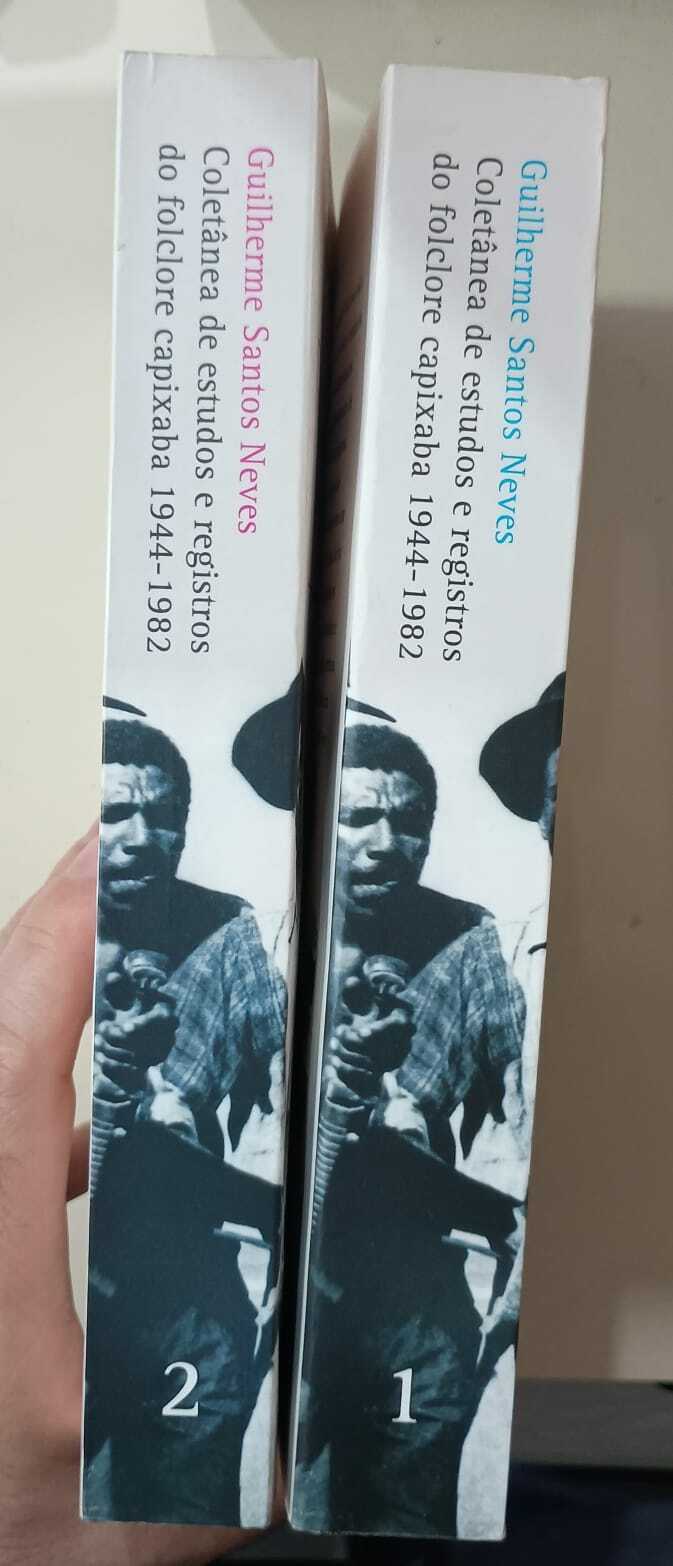 Guilherme Santos Neves
Coletânea de estudos e registros
do folclore capixaba 1944-1982
2
Guilherme Santos Neves
Coletânea de estudos e registros
do folclore capixaba 1944-1982
1